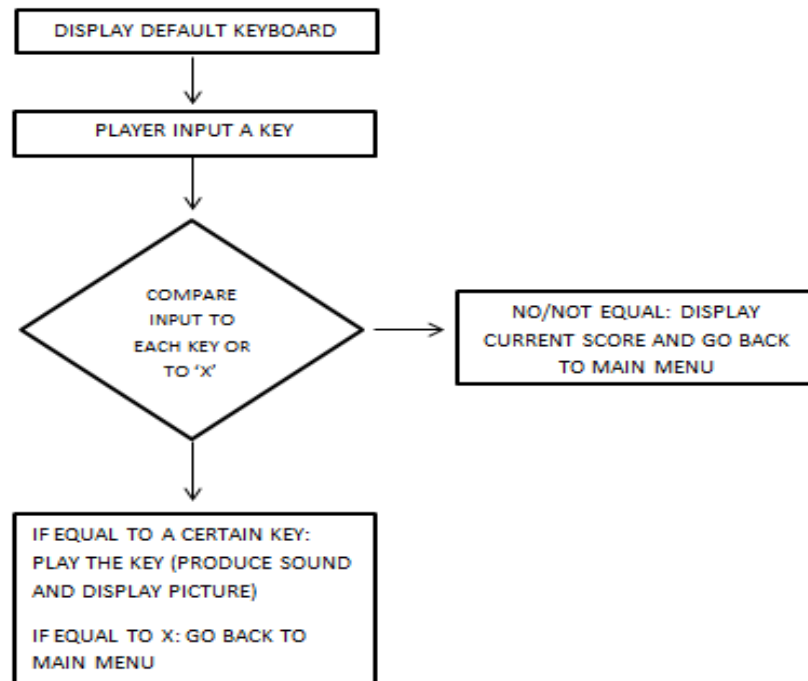 DISPLAY DEFAULT KEYBOARD
PLAYER INPUT A KEY
COMPARE
INPUT TO
EACH KEY OR
TO ‘X’
NO/NOT EQUAL: DISPLAY
CURRENT SCORE AND GO BACK
TO MAIN MENU
IF EQUAL TO A CERTAIN KEY:
PLAY THE KEY (PRODUCE SOUND
AND DISPLAY PICTURE)
IF EQUAL TO X: GO BACK TO
MAIN MENU